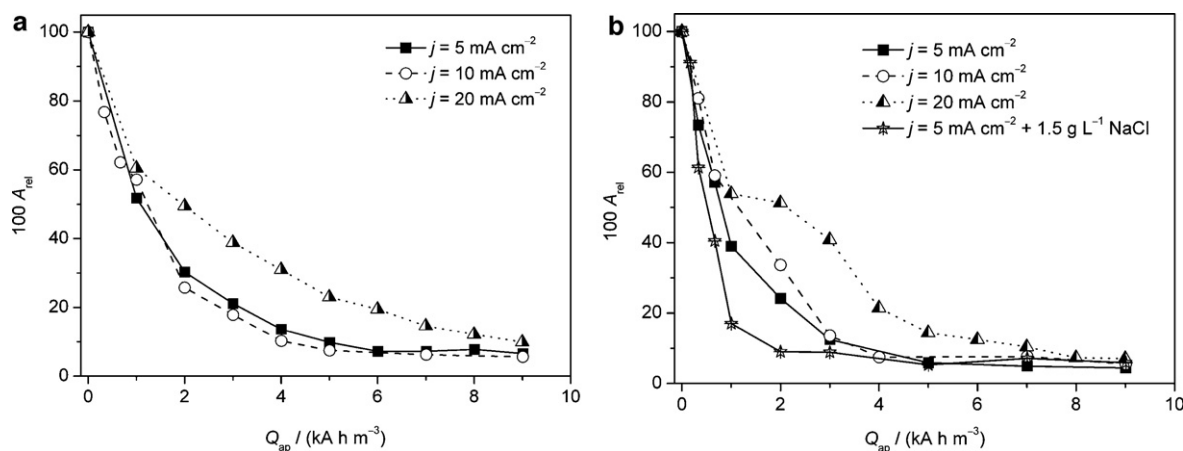 a
100
80
60
40
20
0
100 A_rel
0 2 4 6 8 10
Q_ap / (kA h m⁻³)
j = 5 mA cm⁻²
j = 10 mA cm⁻²
j = 20 mA cm⁻²
b
100
80
60
40
20
0
100 A_rel
0 2 4 6 8 10
Q_ap / (kA h m⁻³)
j = 5 mA cm⁻²
j = 10 mA cm⁻²
j = 20 mA cm⁻²
j = 5 mA cm⁻² + 1.5 g L⁻¹ NaCl